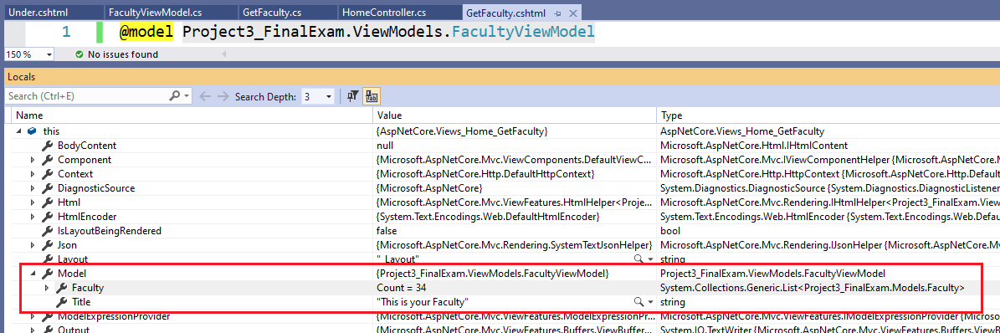 Under.cshtml FacultyViewModel.cs GetFaculty.cs HomeController.cs GetFaculty.cshtml
1 @model Project3_FinalExam.ViewModels.FacultyViewModel
150 % No issues found
Locals
Search (Ctrl+E) Search Depth: 3
Name Value Type
this {AspNetCore.Views_Home_GetFaculty} AspNetCore.Views_Home_GetFaculty
BodyContent null Microsoft.AspNetCore.Html.IHtmlContent
Component {Microsoft.AspNetCore.Mvc.ViewComponents.DefaultViewC... Microsoft.AspNetCore.Mvc.IViewComponentHelper {Microsoft.AspNetCore.M
Context {Microsoft.AspNetCore.Http.DefaultHttpContext} Microsoft.AspNetCore.Http.HttpContext {Microsoft.AspNetCore.Http.Default
DiagnosticSource {Microsoft.AspNetCore} System.Diagnostics.DiagnosticSource {System.Diagnostics.DiagnosticListener
Html {Microsoft.AspNetCore.Mvc.ViewFeatures.HtmlHelper<Proje... Microsoft.AspNetCore.Mvc.Rendering.IHtmlHelper<Project3_FinalExam.View
HtmlEncoder {System.Text.Encodings.Web.DefaultHtmlEncoder} System.Text.Encodings.Web.HtmlEncoder {System.Text.Encodings.Web.Defa
IsLayoutBeingRendered false bool
Json {Microsoft.AspNetCore.Mvc.Rendering.SystemTextJsonHelper} Microsoft.AspNetCore.Mvc.Rendering.IJsonHelper {Microsoft.AspNetCore.M
Layout "_Layout" string
Model {Project3_FinalExam.ViewModels.FacultyViewModel} Project3_FinalExam.ViewModels.FacultyViewModel
Faculty Count = 34 System.Collections.Generic.List<Project3_FinalExam.Models.Faculty>
Title "This is your Faculty" string
ModelExpressionProvider {Microsoft.AspNetCore.Mvc.ViewFeatures.ModelExpressionPr... Microsoft.AspNetCore.Mvc.ViewFeatures.IModelExpressionProvider {Micros
Output {Microsoft.AspNetCore.Mvc.ViewFeatures.Buffers.ViewBuffer... System.IO.TextWriter {Microsoft.AspNetCore.Mvc.ViewFeatures.Buffers.View